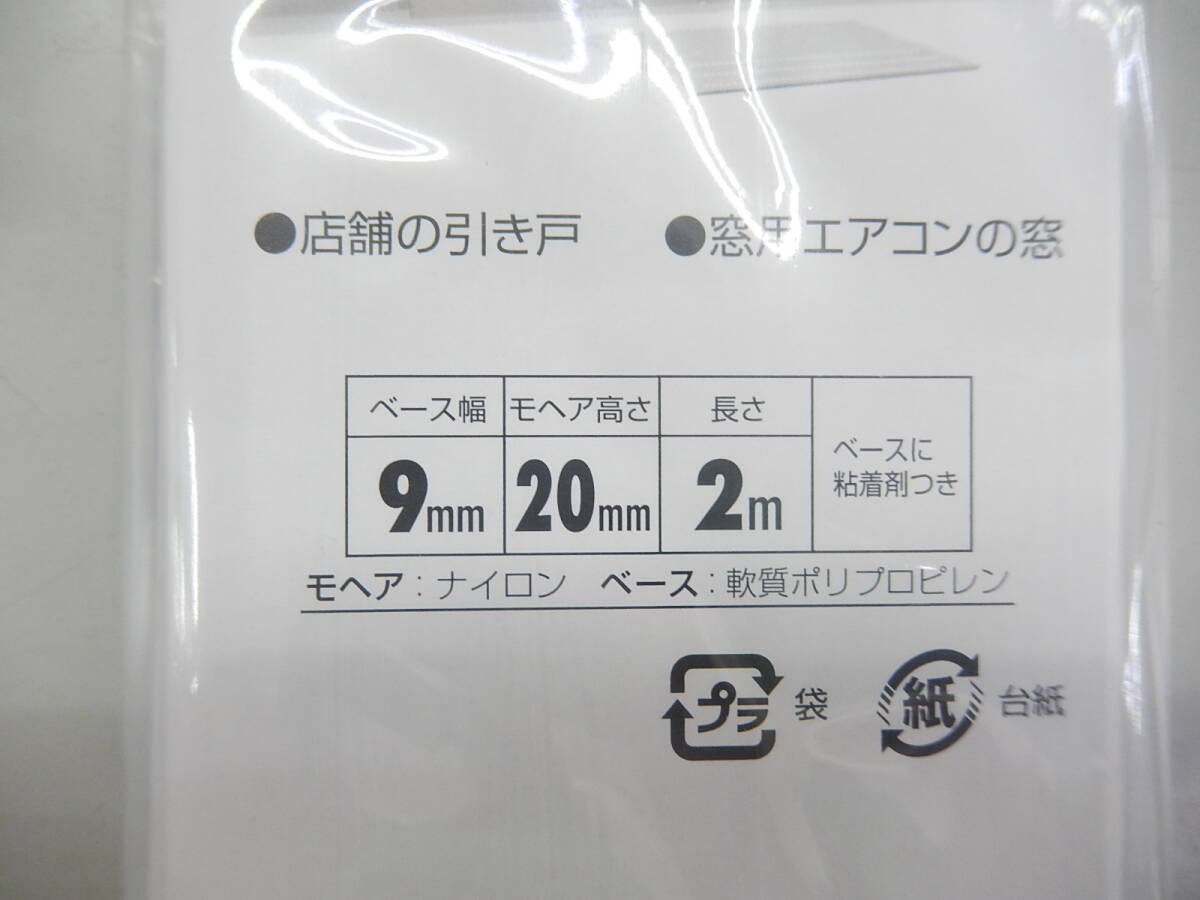 ●店舗の引き戸 ●窓用エアコンの窓
ベース幅 モヘア高さ 長さ
9mm 20mm 2m
ベースに
粘着剤つき
モヘア：ナイロン ベース：軟質ポリプロピレン
プラ 袋 紙 台紙